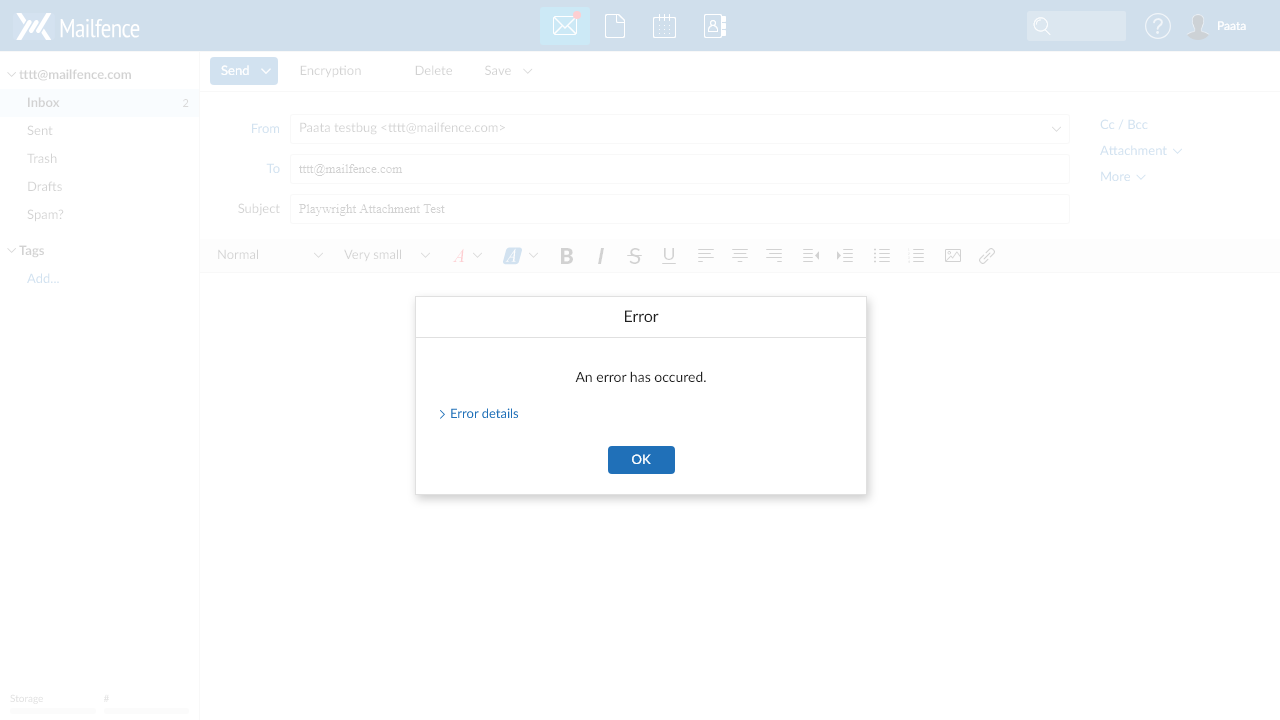 Mailfence
Paata
tttt@mailfence.com
Inbox 2
Sent
Trash
Drafts
Spam?
Tags
Add...
Storage #
Send Encryption Delete Save
From Paata testbug <tttt@mailfence.com>
To tttt@mailfence.com
Subject Playwright Attachment Test
Cc / Bcc
Attachment
More
Normal Very small A A B I S U
Error
An error has occured.
Error details
OK